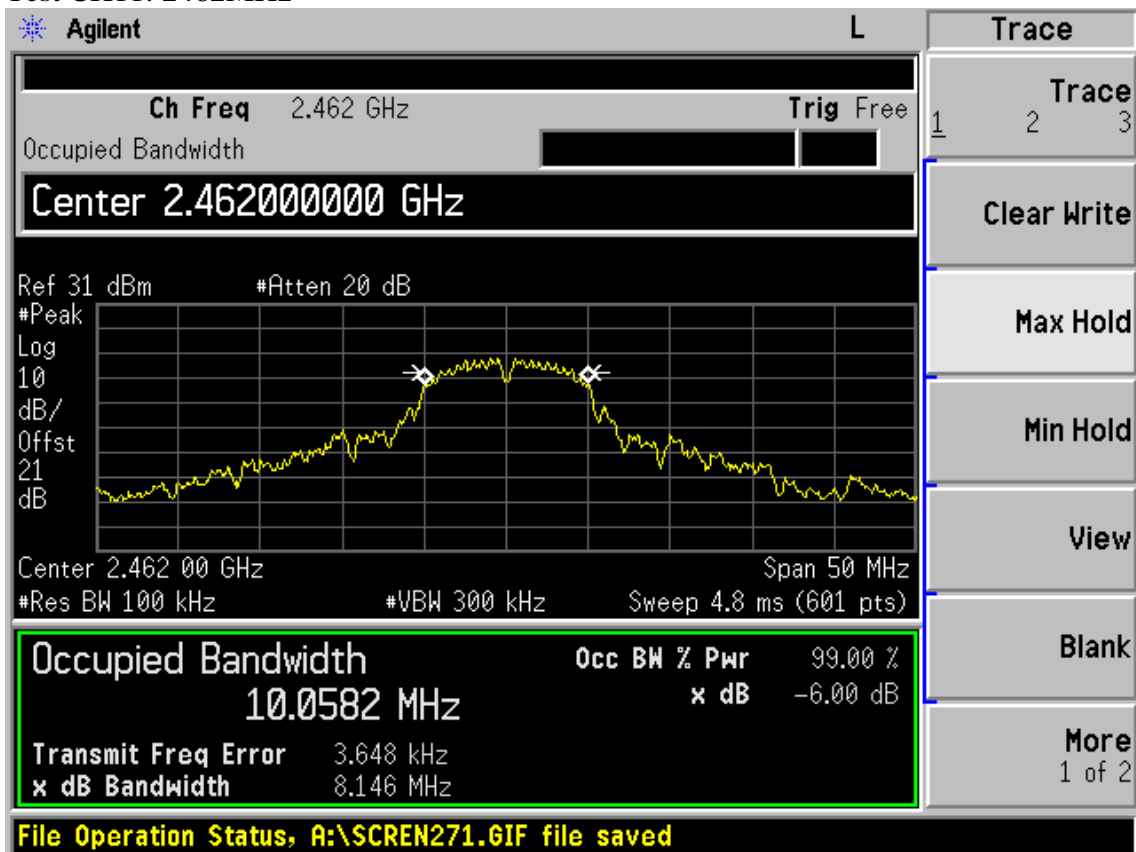 Agilent L Trace
Ch Freq 2.462 GHz Trig Free
Occupied Bandwidth
Trace
1 2 3
Center 2.462000000 GHz
Clear Write
Ref 31 dBm #Atten 20 dB
#Peak
Log
10
dB/
Offst
21
dB
Max Hold
Min Hold
View
Center 2.462 00 GHz Span 50 MHz
#Res BW 100 kHz #VBW 300 kHz Sweep 4.8 ms (601 pts)
Occupied Bandwidth Occ BW % Pwr 99.00 %
10.0582 MHz x dB -6.00 dB
Transmit Freq Error 3.648 kHz
x dB Bandwidth 8.146 MHz
Blank
More
1 of 2
File Operation Status, A:\SCREN271.GIF file saved